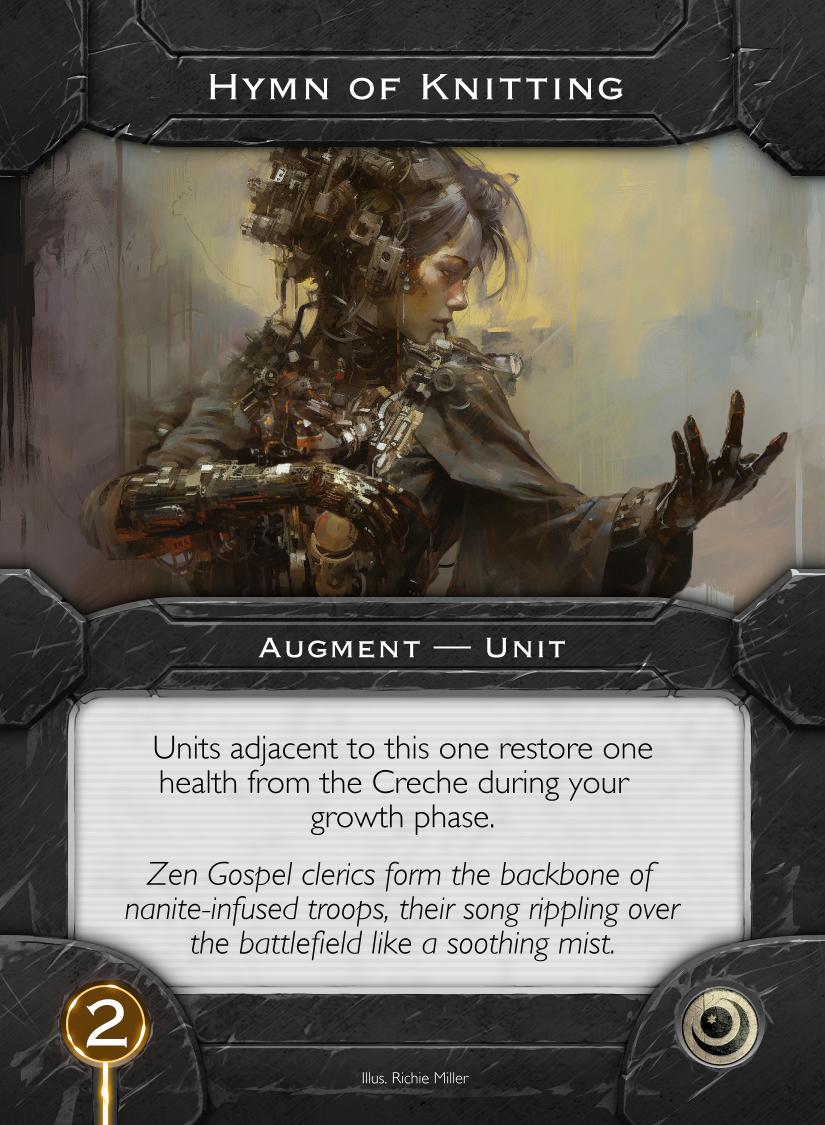 Hymn of Knitting
Augment — Unit
Units adjacent to this one restore one
health from the Creche during your
growth phase.
Zen Gospel clerics form the backbone of
nanite-infused troops, their song rippling over
the battlefield like a soothing mist.
2
Illus. Richie Miller